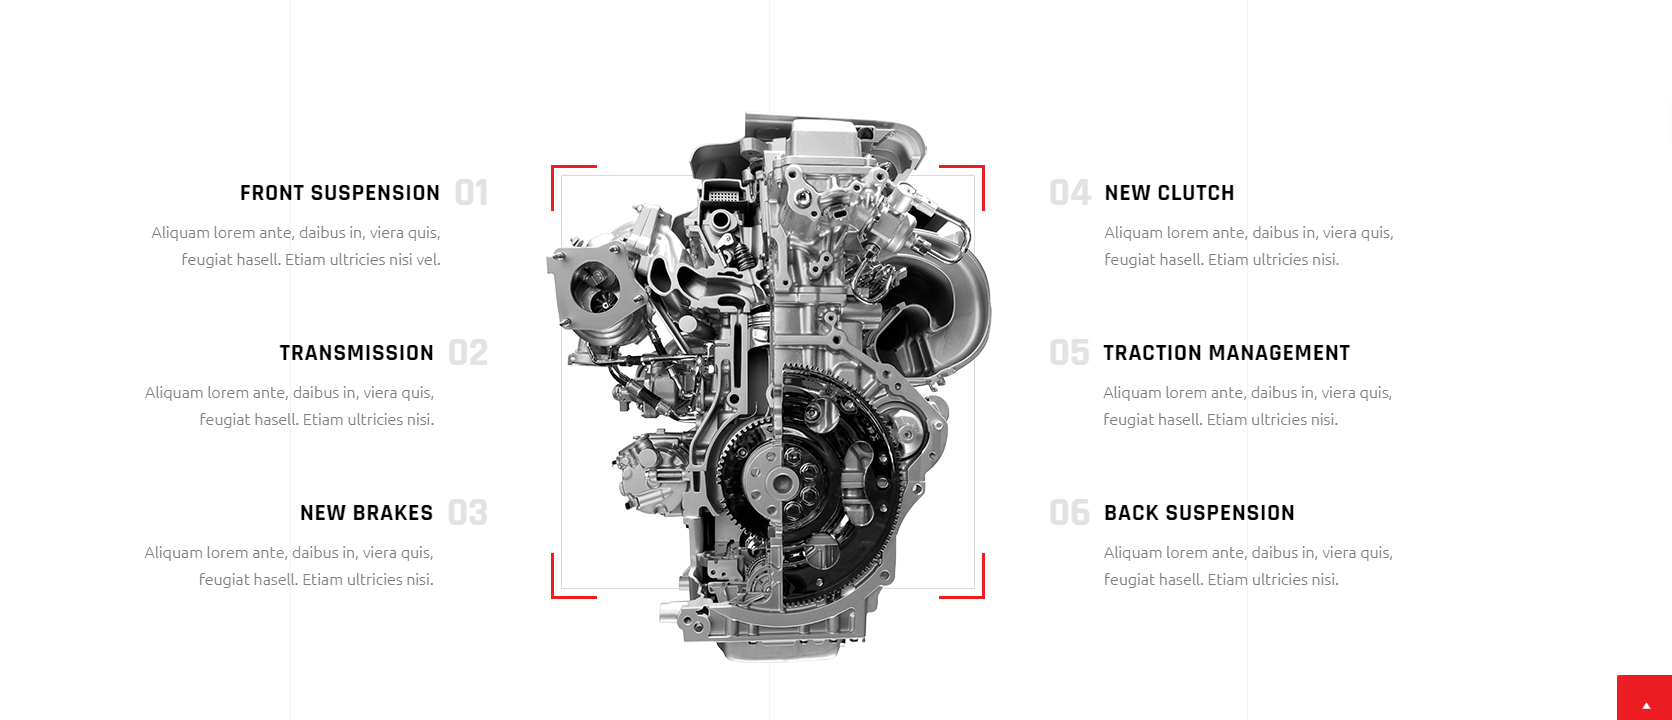 FRONT SUSPENSION 01
Aliquam lorem ante, daibus in, viera quis,
feugiat hasell. Etiam ultricies nisi vel.
TRANSMISSION 02
Aliquam lorem ante, daibus in, viera quis,
feugiat hasell. Etiam ultricies nisi.
NEW BRAKES 03
Aliquam lorem ante, daibus in, viera quis,
feugiat hasell. Etiam ultricies nisi.
04 NEW CLUTCH
Aliquam lorem ante, daibus in, viera quis,
feugiat hasell. Etiam ultricies nisi.
05 TRACTION MANAGEMENT
Aliquam lorem ante, daibus in, viera quis,
feugiat hasell. Etiam ultricies nisi.
06 BACK SUSPENSION
Aliquam lorem ante, daibus in, viera quis,
feugiat hasell. Etiam ultricies nisi.